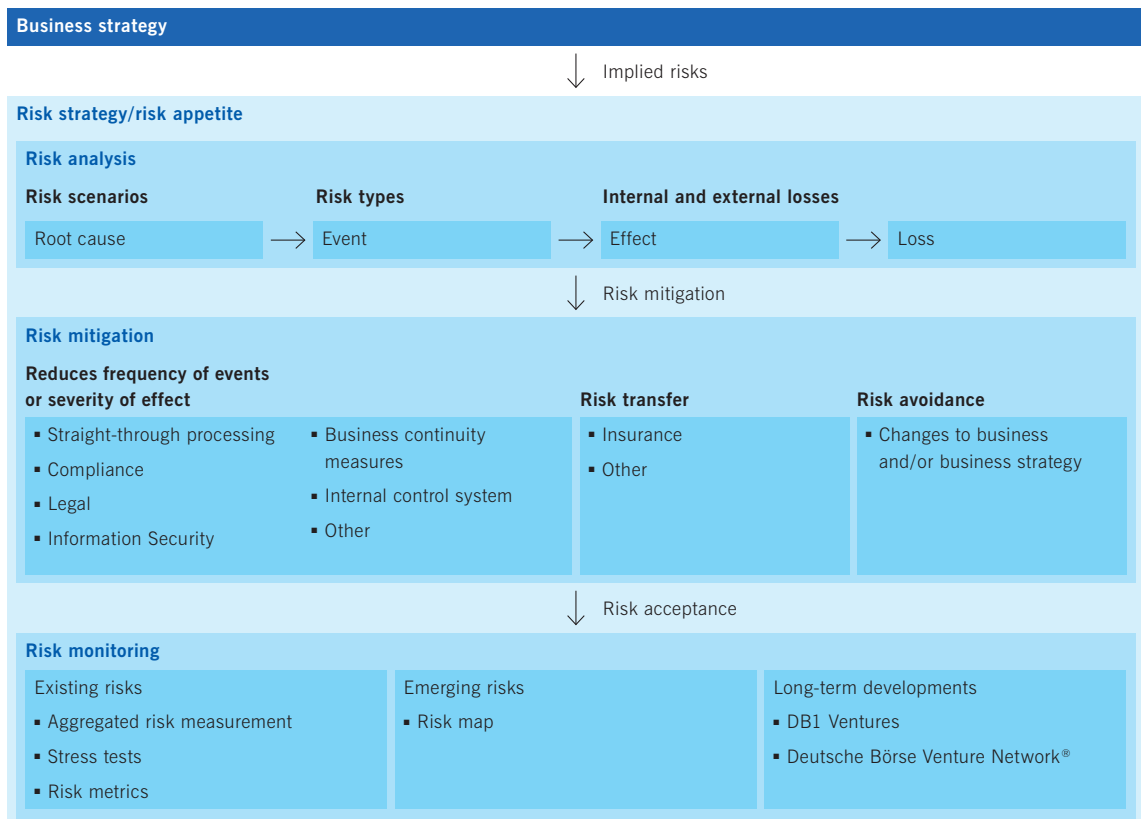 Business strategy
Implied risks
Risk strategy/risk appetite
Risk analysis
Risk scenarios
Risk types
Internal and external losses
Root cause
Event
Effect
Loss
Risk mitigation
Risk mitigation
Reduces frequency of events
or severity of effect
▪ Straight-through processing
▪ Compliance
▪ Legal
▪ Information Security
▪ Business continuity
measures
▪ Internal control system
▪ Other
Risk transfer
▪ Insurance
▪ Other
Risk avoidance
▪ Changes to business
and/or business strategy
Risk acceptance
Risk monitoring
Existing risks
▪ Aggregated risk measurement
▪ Stress tests
▪ Risk metrics
Emerging risks
▪ Risk map
Long-term developments
▪ DB1 Ventures
▪ Deutsche Börse Venture Network®